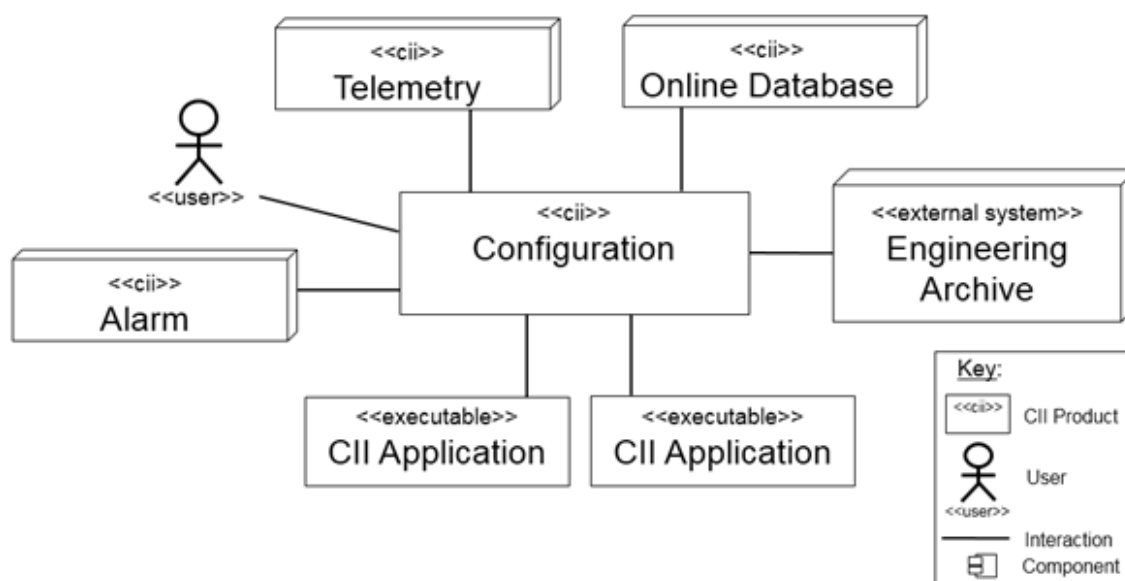 <<cii>>
Telemetry
<<cii>>
Online Database
<<user>>
<<cii>>
Configuration
<<external system>>
Engineering
Archive
<<cii>>
Alarm
<<executable>>
CII Application
<<executable>>
CII Application
Key:
<<cii>>
CII Product
User
<<user>>
Interaction
Component